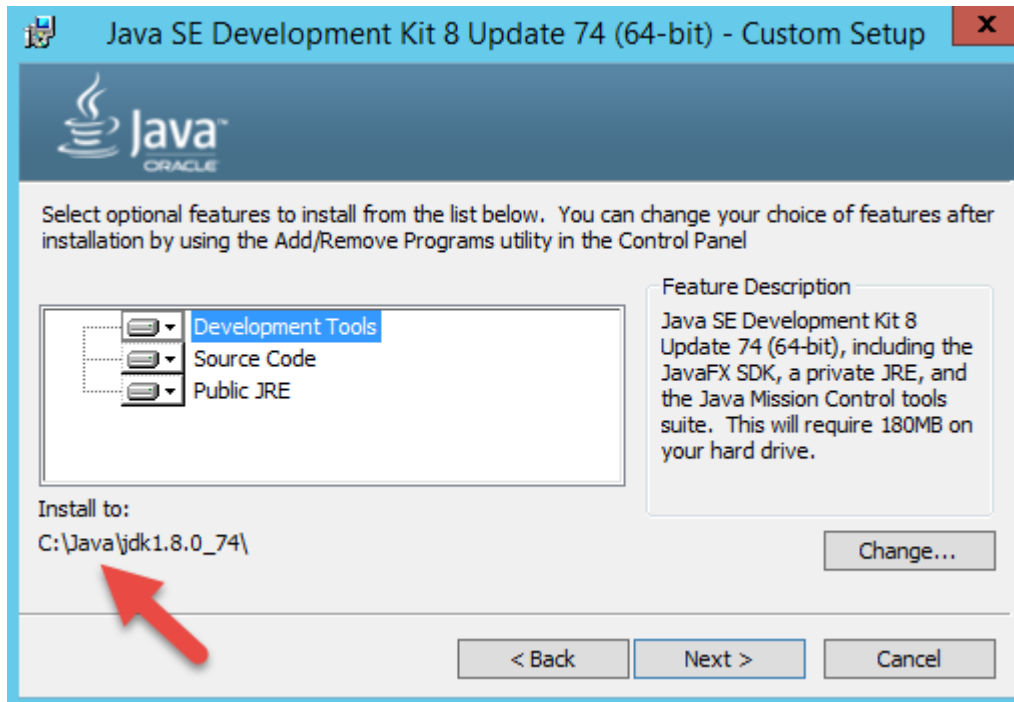 Java SE Development Kit 8 Update 74 (64-bit) - Custom Setup
x
Java™
ORACLE
Select optional features to install from the list below.  You can change your choice of features after
installation by using the Add/Remove Programs utility in the Control Panel
Development Tools
Source Code
Public JRE
Feature Description
Java SE Development Kit 8
Update 74 (64-bit), including the
JavaFX SDK, a private JRE, and
the Java Mission Control tools
suite.  This will require 180MB on
your hard drive.
Install to:
C:\Java\jdk1.8.0_74\
Change...
< Back
Next >
Cancel